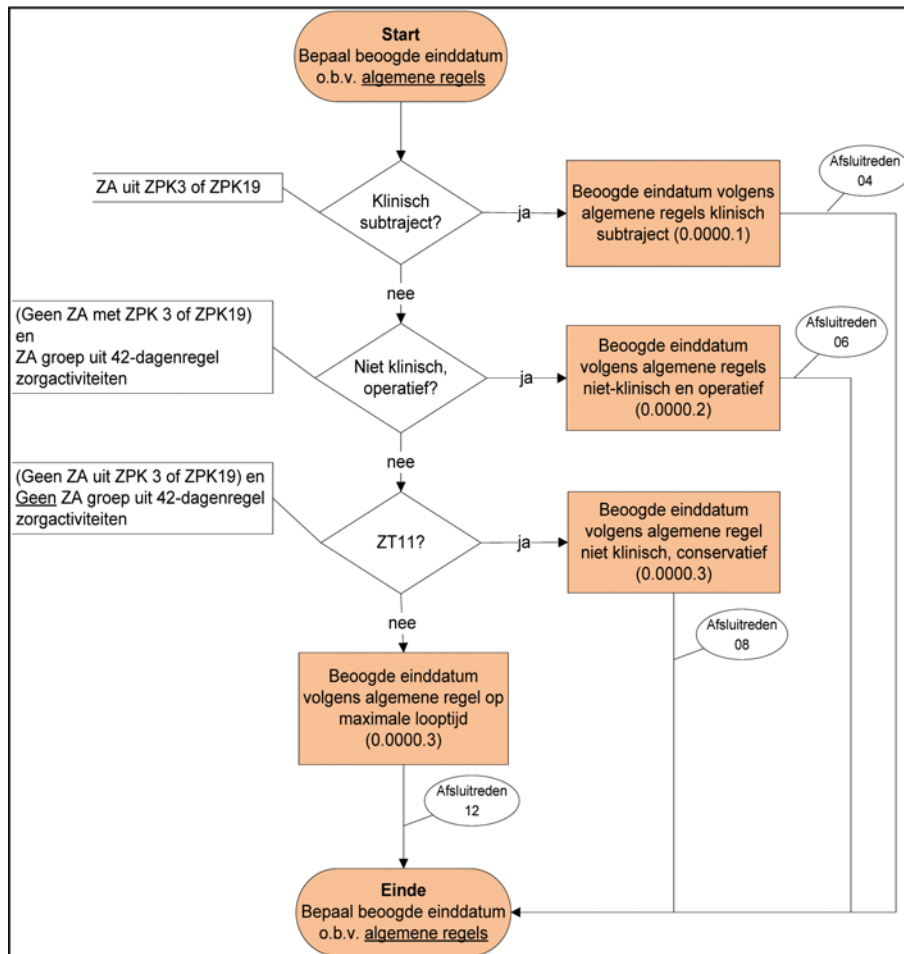 Start
Bepaal beoogde einddatum
o.b.v. algemene regels
ZA uit ZPK3 of ZPK19
Klinisch
subtraject?
ja
Beoogde eindatum volgens
algemene regels klinisch
subtraject (0.0000.1)
Afsluitreden
04
nee
(Geen ZA met ZPK 3 of ZPK19)
en
ZA groep uit 42-dagenregel
zorgactiviteiten
Niet klinisch,
operatief?
ja
Beoogde einddatum
volgens algemene regels
niet-klinisch en operatief
(0.0000.2)
Afsluitreden
06
nee
(Geen ZA uit ZPK 3 of ZPK19) en
Geen ZA groep uit 42-dagenregel
zorgactiviteiten
ZT11?
ja
Beoogde einddatum
volgens algemene regel
niet klinisch, conservatief
(0.0000.3)
Afsluitreden
08
nee
Beoogde einddatum
volgens algemene regel op
maximale looptijd
(0.0000.3)
Afsluitreden
12
Einde
Bepaal beoogde einddatum
o.b.v. algemene regels